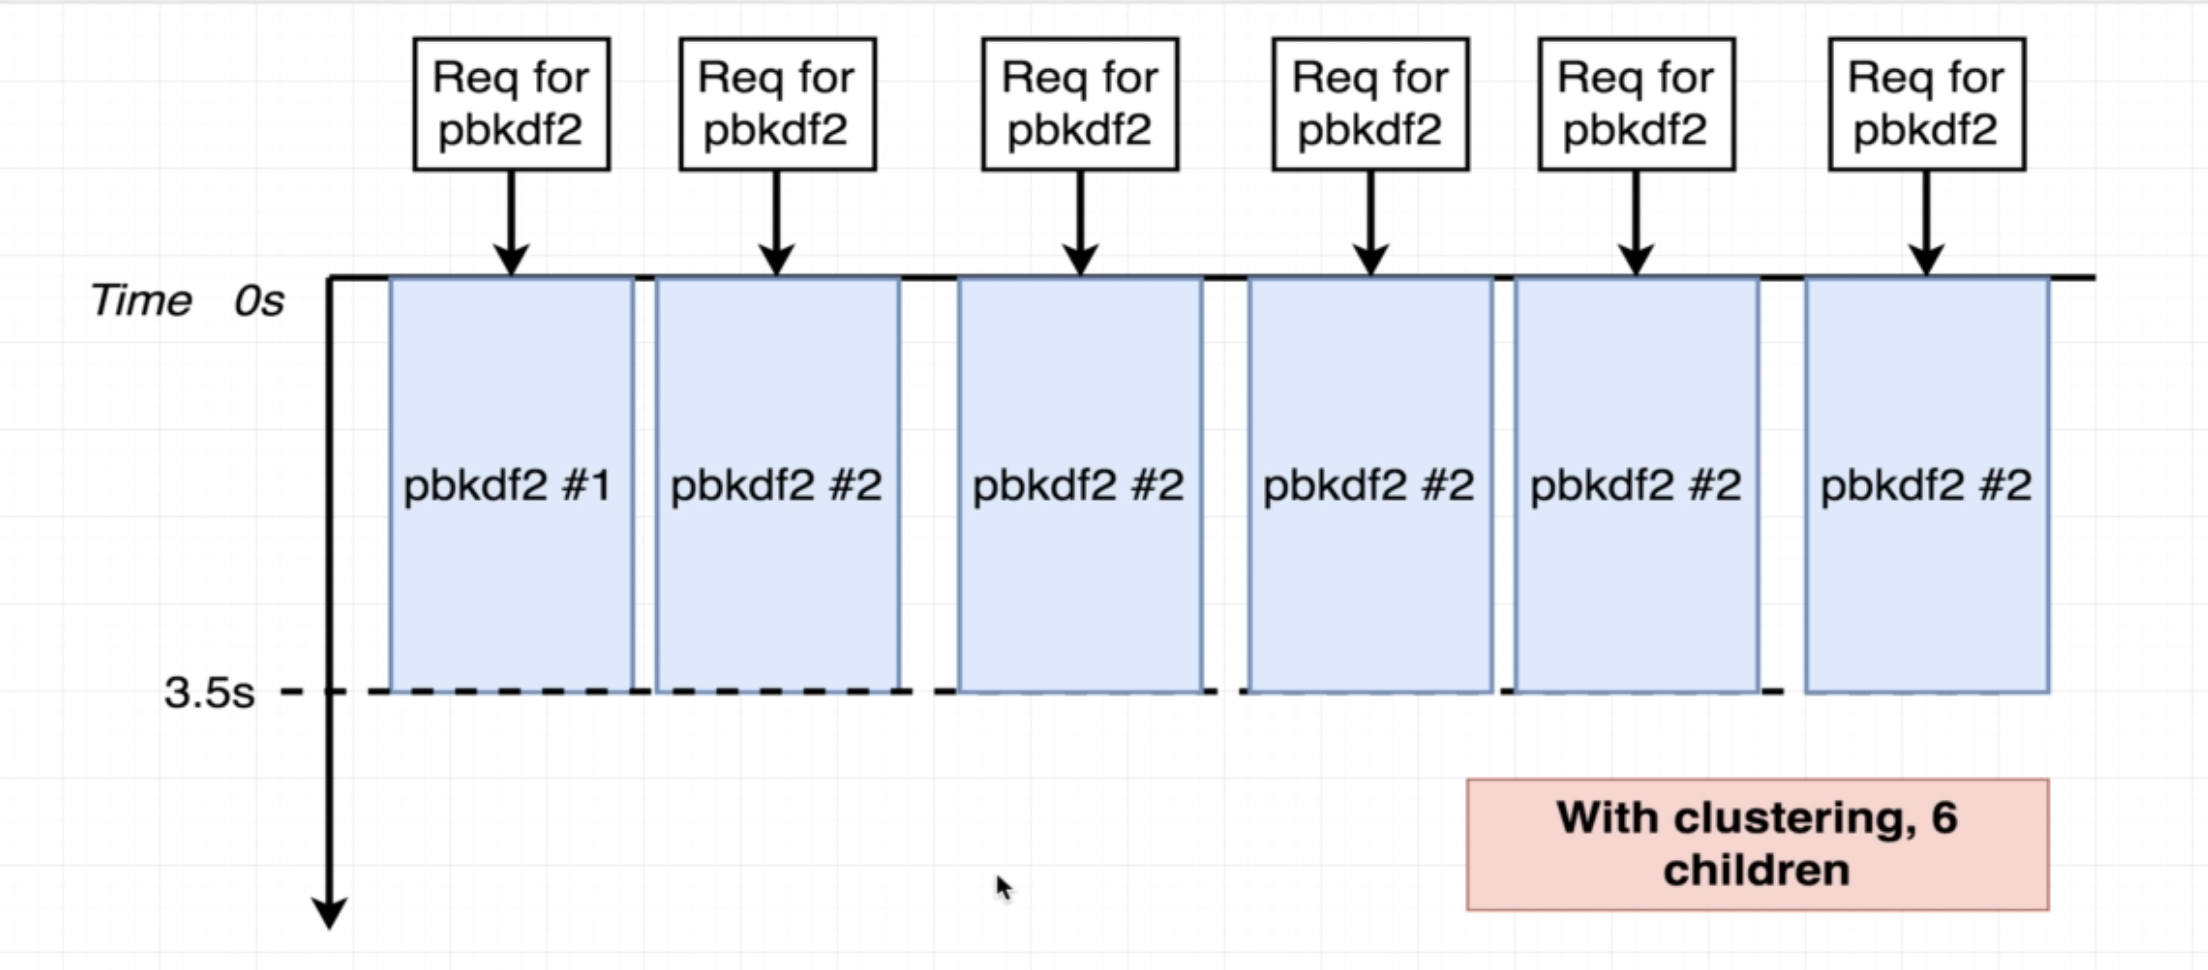 Req for
pbkdf2
Req for
pbkdf2
Req for
pbkdf2
Req for
pbkdf2
Req for
pbkdf2
Req for
pbkdf2
Time 0s
pbkdf2 #1
pbkdf2 #2
pbkdf2 #2
pbkdf2 #2
pbkdf2 #2
pbkdf2 #2
3.5s
With clustering, 6
children